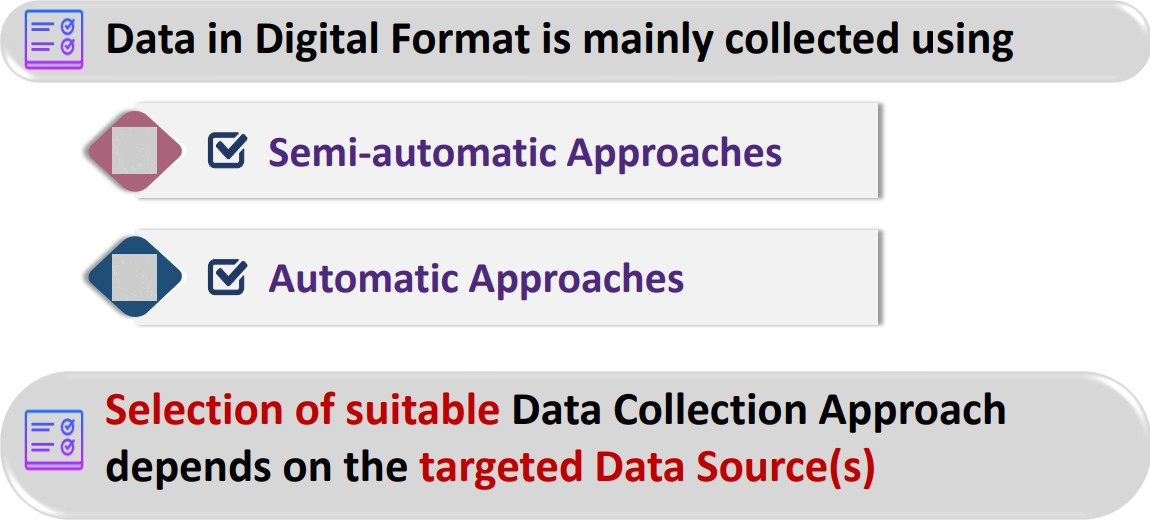 Data in Digital Format is mainly collected using
Semi-automatic Approaches
Automatic Approaches
Selection of suitable Data Collection Approach
depends on the targeted Data Source(s)